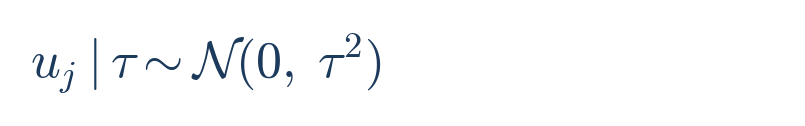 u_j | τ ~ 𝒩(0, τ²)